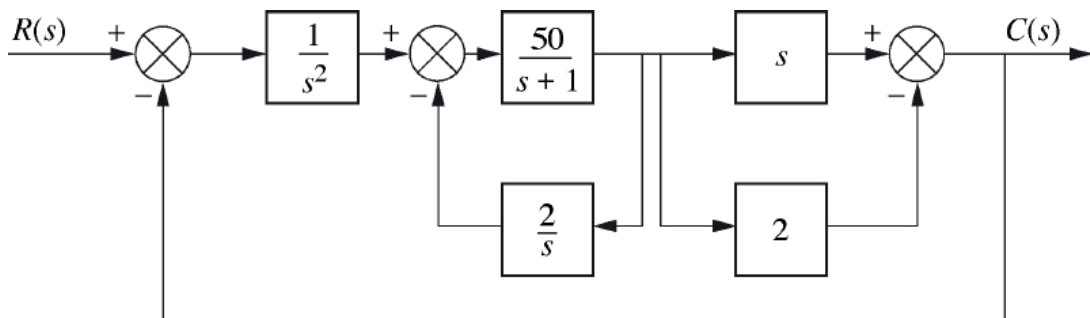 R(s) + − 1/s² + − 50/(s + 1) s + − C(s)
2/s 2